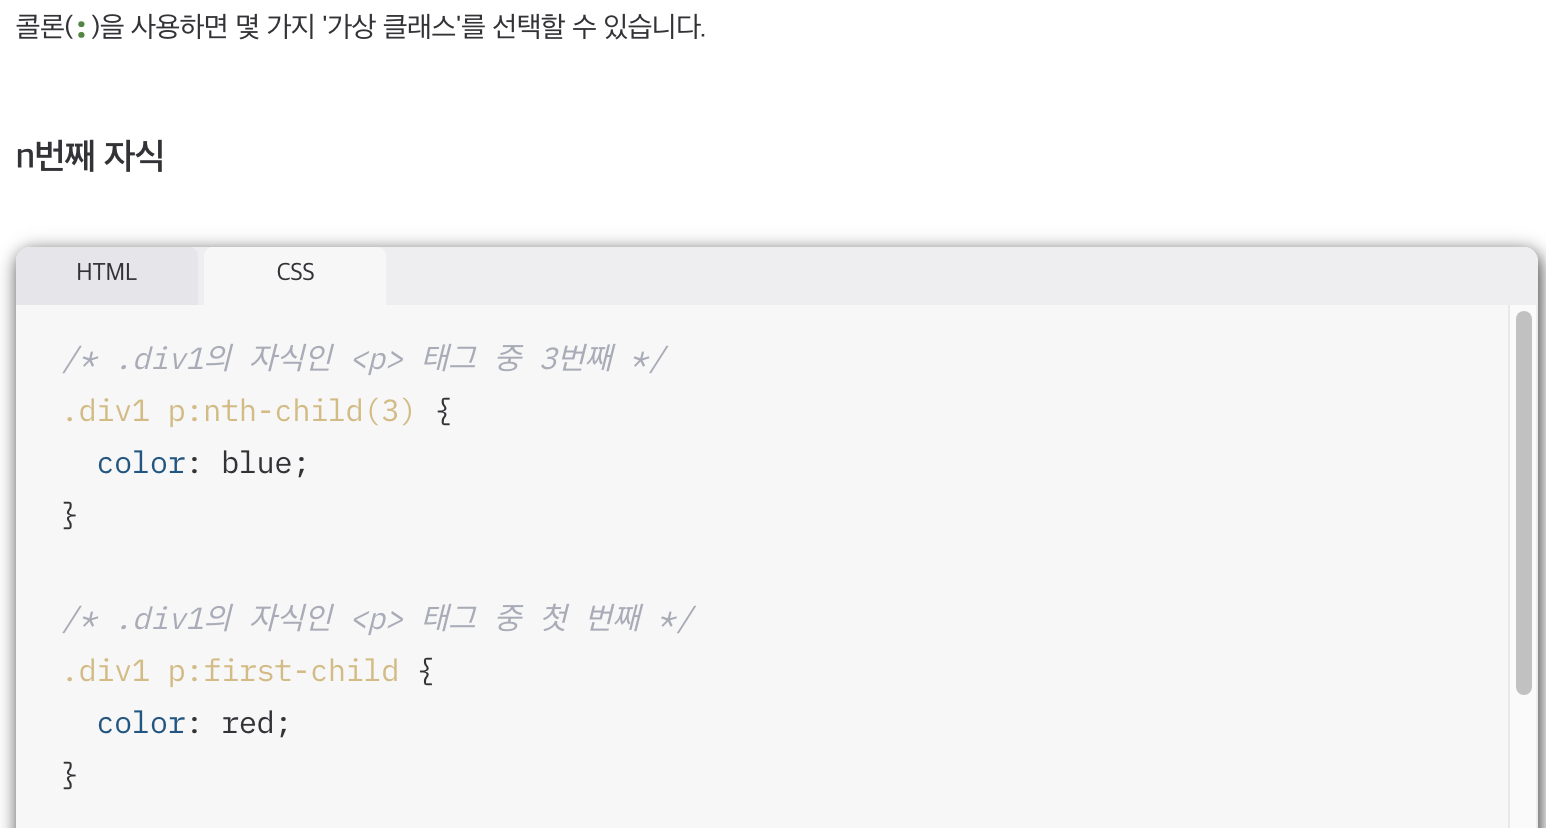 콜론(:)을 사용하면 몇 가지 '가상 클래스'를 선택할 수 있습니다.
n번째 자식
HTML CSS
/* .div1의 자식인 <p> 태그 중 3번째 */
.div1 p:nth-child(3) {
  color: blue;
}
/* .div1의 자식인 <p> 태그 중 첫 번째 */
.div1 p:first-child {
  color: red;
}